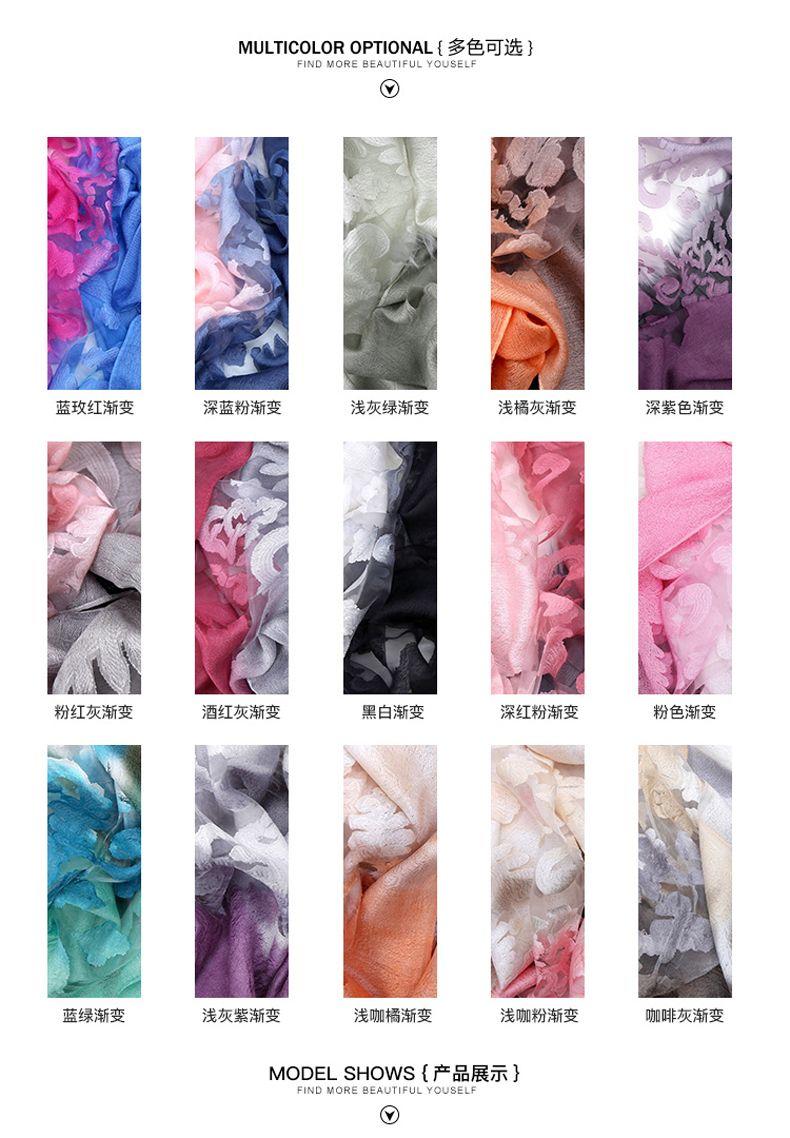 MULTICOLOR OPTIONAL { 多色可选 }
FIND MORE BEAUTIFUL YOUSELF
蓝玫红渐变
深蓝粉渐变
浅灰绿渐变
浅橘灰渐变
深紫色渐变
粉红灰渐变
酒红灰渐变
黑白渐变
深红粉渐变
粉色渐变
蓝绿渐变
浅灰紫渐变
浅咖橘渐变
浅咖粉渐变
咖啡灰渐变
MODEL SHOWS { 产品展示 }
FIND MORE BEAUTIFUL YOUSELF